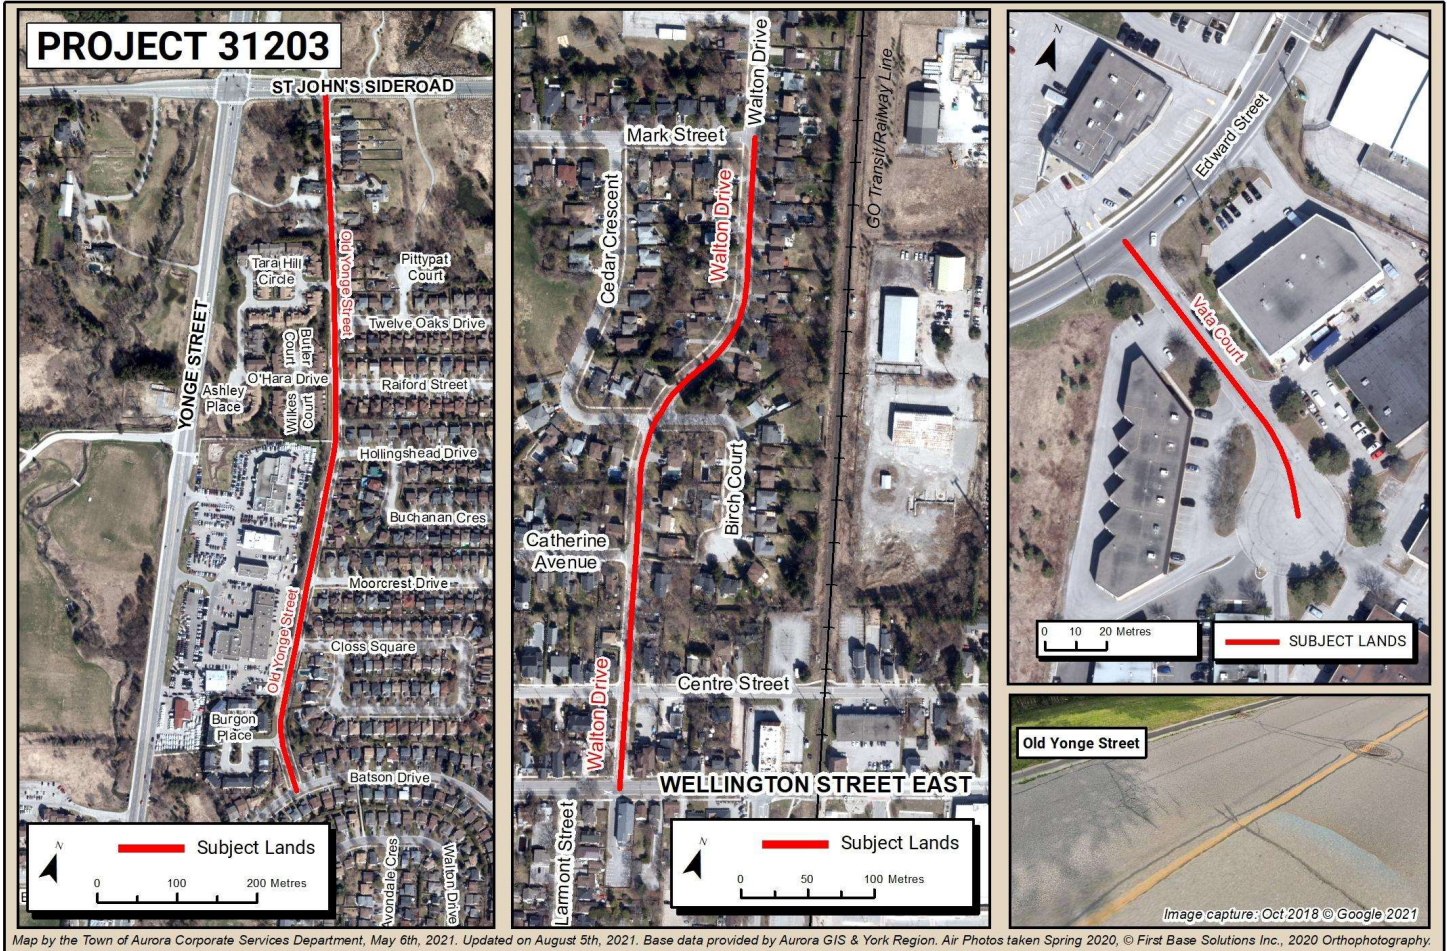 PROJECT 31203
ST JOHN'S SIDEROAD
Old Yonge Street
Tara Hill
Circle
Pittypat
Court
Twelve Oaks Drive
YONGE STREET
Butler
Court
O'Hara Drive
Raiford Street
Ashley
Place
Wilkes
Court
Hollingshead Drive
Buchanan Cres
Moorcrest Drive
Old Yonge Street
Closs Square
Burgon
Place
Batson Drive
Avondale Cres
Walton Drive
N
Subject Lands
0 100 200 Metres
Walton Drive
Mark Street
GO Transit/Railway Line
Cedar Crescent
Walton Drive
Birch Court
Catherine
Avenue
Walton Drive
Centre Street
WELLINGTON STREET EAST
Larmont Street
N
Subject Lands
0 50 100 Metres
N
Edward Street
Vata Court
0 10 20 Metres
SUBJECT LANDS
Old Yonge Street
Image capture: Oct 2018 © Google 2021
Map by the Town of Aurora Corporate Services Department, May 6th, 2021. Updated on August 5th, 2021. Base data provided by Aurora GIS & York Region. Air Photos taken Spring 2020, © First Base Solutions Inc., 2020 Orthophotography.